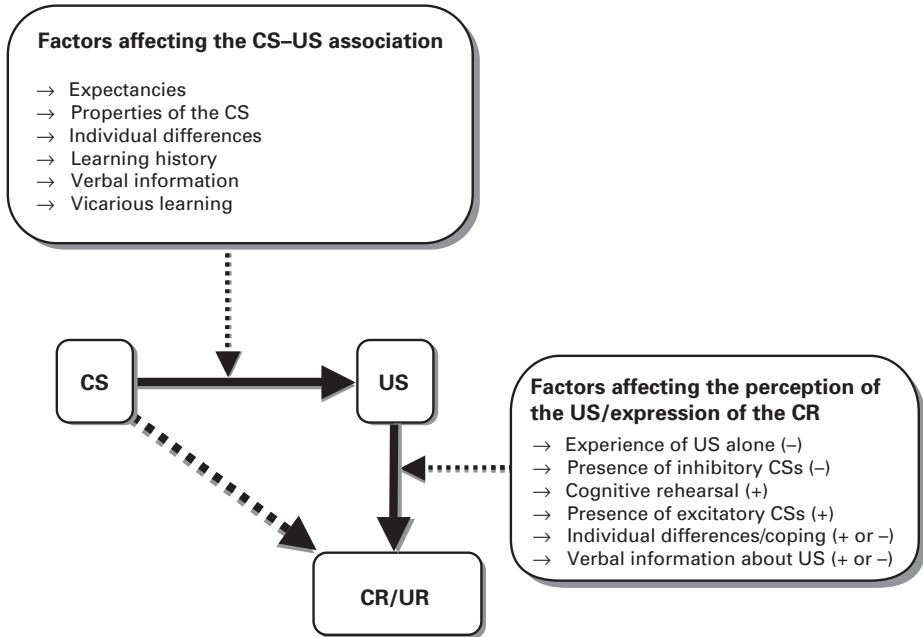 Factors affecting the CS–US association
→ Expectancies
→ Properties of the CS
→ Individual differences
→ Learning history
→ Verbal information
→ Vicarious learning
CS
US
Factors affecting the perception of
the US/expression of the CR
→ Experience of US alone (–)
→ Presence of inhibitory CSs (–)
→ Cognitive rehearsal (+)
→ Presence of excitatory CSs (+)
→ Individual differences/coping (+ or –)
→ Verbal information about US (+ or –)
CR/UR